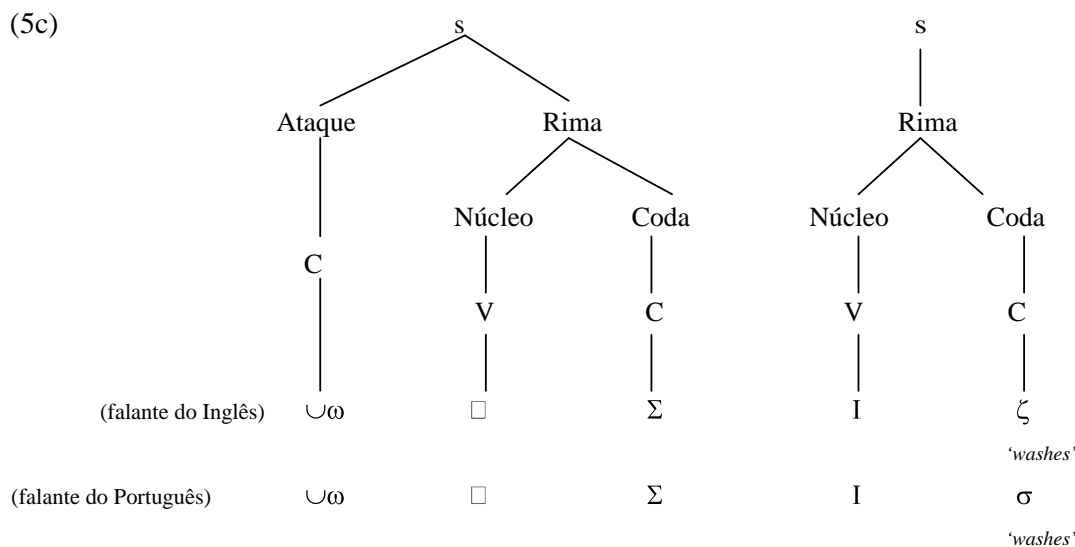 (5c) s s
Ataque Rima Rima
Núcleo Coda Núcleo Coda
C
V C V C
(falante do Inglês) ∪ω □ Σ Ι ζ
‘washes’
(falante do Português) ∪ω □ Σ Ι σ
‘washes’